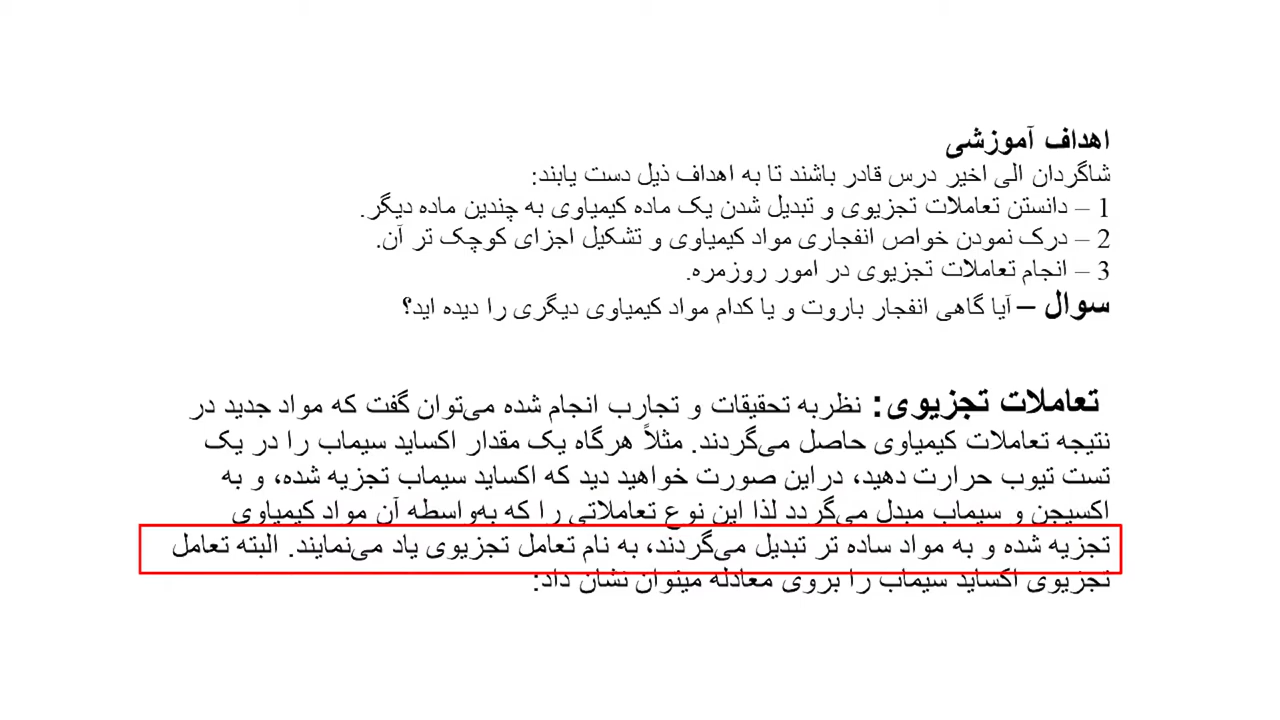 اهداف آموزشی
شاگردان الی اخیر درس قادر باشند تا به اهداف ذیل دست یابند:
1 – دانستن تعاملات تجزیوی و تبدیل شدن یک ماده کیمیاوی به چندین ماده دیگر.
2 – درک نمودن خواص انفجاری مواد کیمیاوی و تشکیل اجزای کوچک تر آن.
3 – انجام تعاملات تجزیوی در امور روزمره.
سوال – آیا گاهی انفجار باروت و یا کدام مواد کیمیاوی دیگری را دیده اید؟
تعاملات تجزیوی: نظربه تحقیقات و تجارب انجام شده می‌توان گفت که مواد جدید در
نتیجه تعاملات کیمیاوی حاصل می‌گردند. مثلاً هرگاه یک مقدار اکساید سیماب را در یک
تست تیوب حرارت دهید، دراین صورت خواهید دید که اکساید سیماب تجزیه شده، و به
اکسیجن و سیماب مبدل می‌گردد لذا این نوع تعاملاتی را که به‌واسطه آن مواد کیمیاوی
تجزیه شده و به مواد ساده تر تبدیل می‌گردند، به نام تعامل تجزیوی یاد می‌نمایند. البته تعامل
تجزیوی اکساید سیماب را بروی معادله میتوان نشان داد: